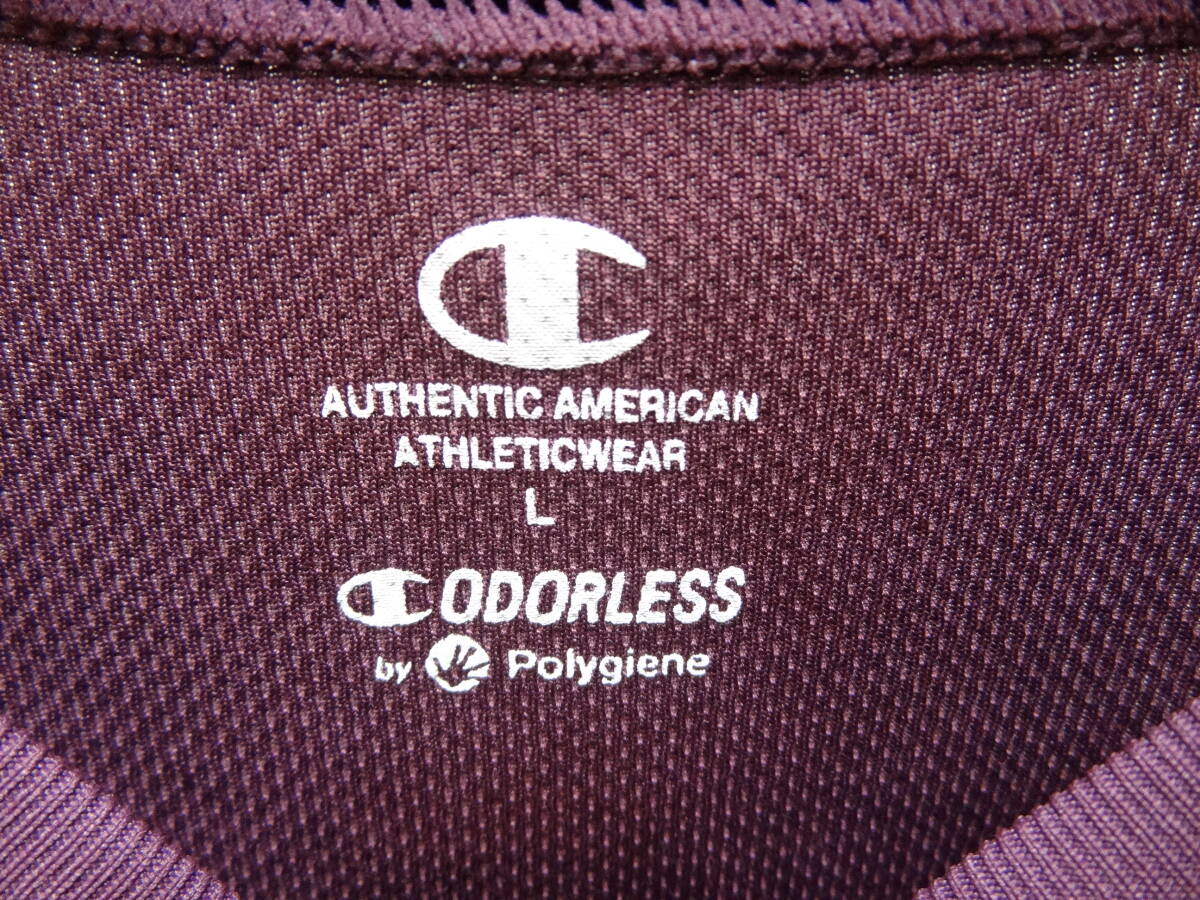 AUTHENTIC AMERICAN
ATHLETICWEAR
L
ODORLESS
by Polygiene